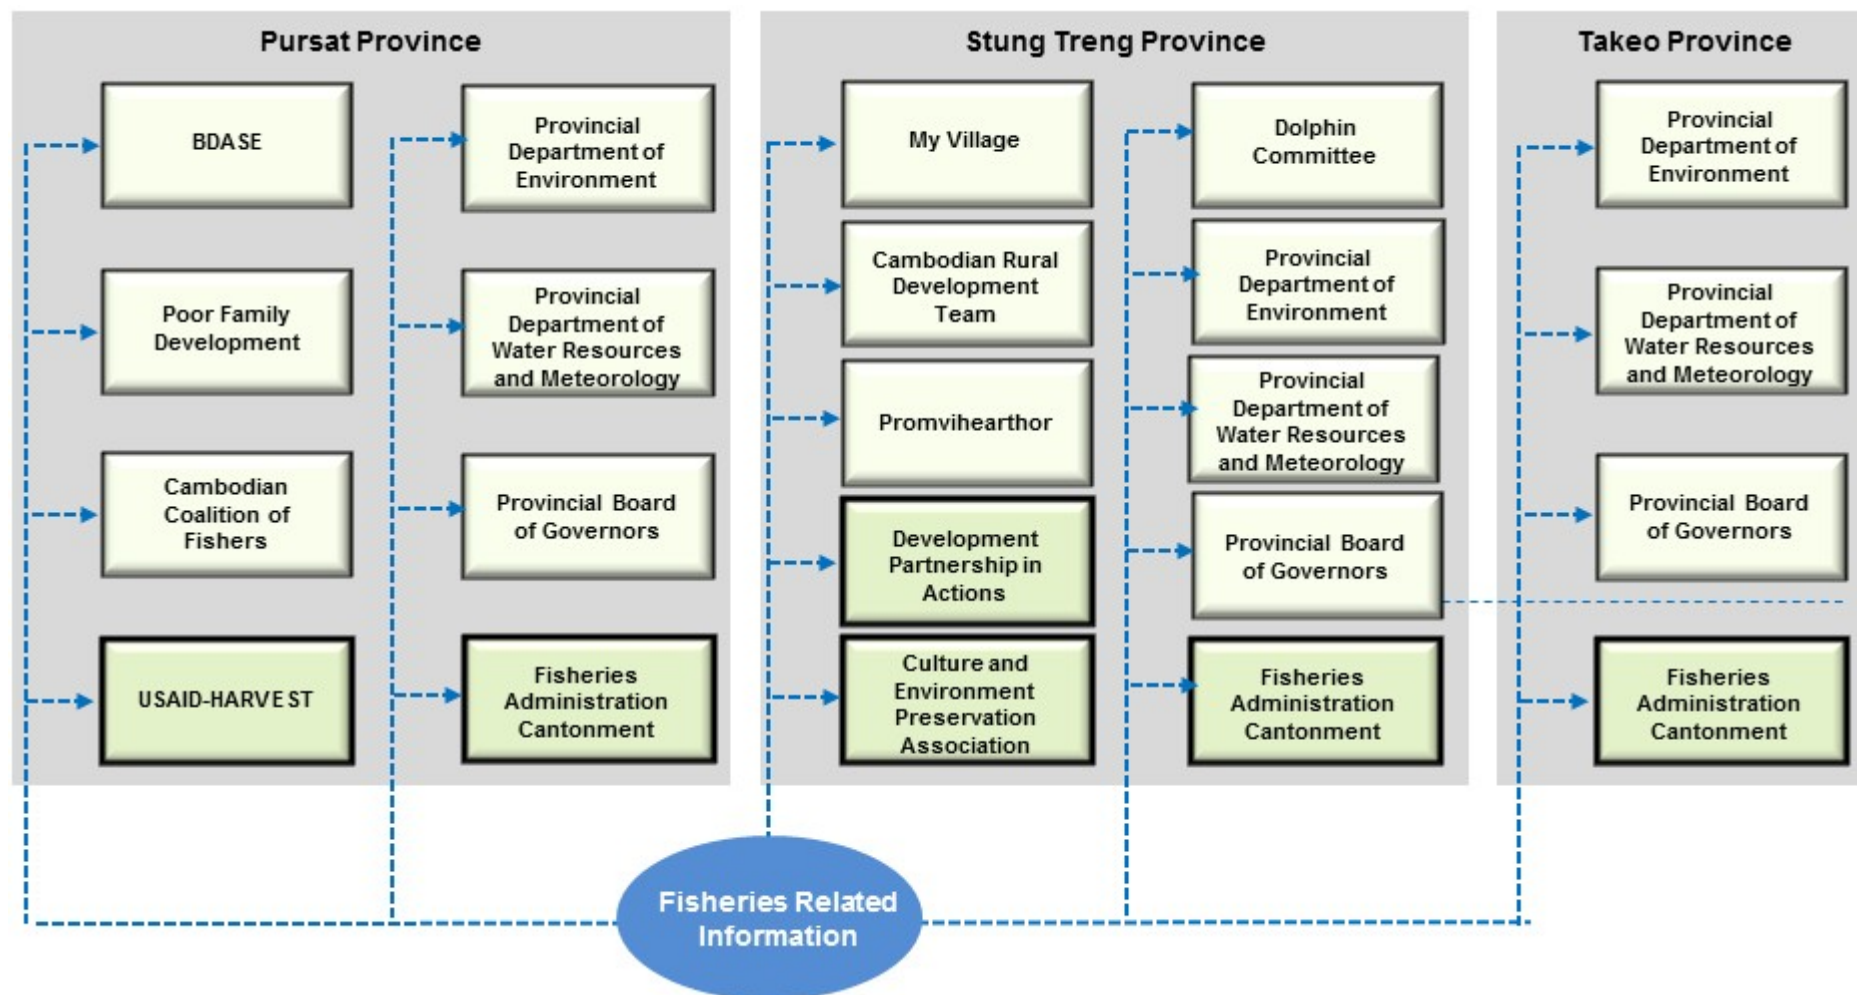 Pursat Province
BDASE
Poor Family
Development
Cambodian
Coalition of
Fishers
USAID-HARVEST
Provincial
Department of
Environment
Provincial
Department of
Water Resources
and Meteorology
Provincial Board
of Governors
Fisheries
Administration
Cantonment
Stung Treng Province
My Village
Cambodian Rural
Development
Team
Promvihearthor
Development
Partnership in
Actions
Culture and
Environment
Preservation
Association
Dolphin
Committee
Provincial
Department of
Environment
Provincial
Department of
Water Resources
and Meteorology
Provincial Board
of Governors
Fisheries
Administration
Cantonment
Takeo Province
Provincial
Department of
Environment
Provincial
Department of
Water Resources
and Meteorology
Provincial Board
of Governors
Fisheries
Administration
Cantonment
Fisheries Related
Information